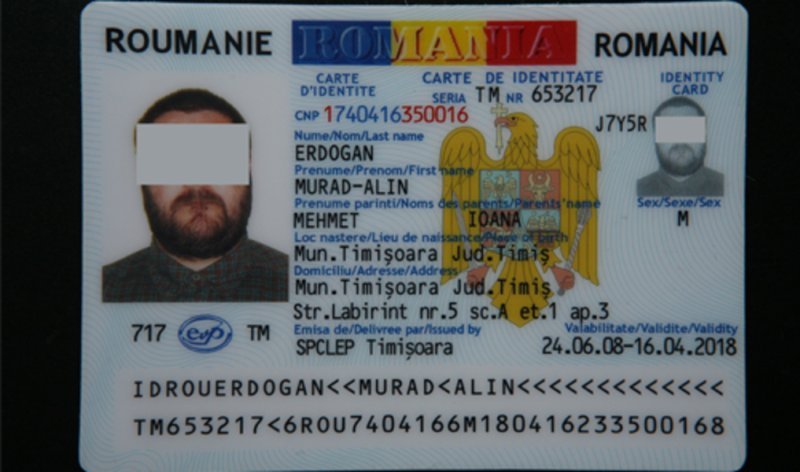 ROUMANIE ROMANIA ROMANIA
CARTE D'IDENTITE CARTE DE IDENTITATE IDENTITY CARD
SERIA TM NR 653217
CNP 1740416350016 J7Y5R
Nume/Nom/Last name
ERDOGAN
Prenume/Prenom/First name
MURAD-ALIN
Prenume parinti/Noms des parents/Parents'name Sex/Sexe/Sex
MEHMET IOANA M
Loc nastere/Lieu de naissance/Place of birth
Mun.Timişoara Jud.Timiş
Domiciliu/Adresse/Address
Mun.Timişoara Jud.Timiş
Str.Labirint nr.5 sc.A et.1 ap.3
717 esp TM Emisa de/Delivree par/Issued by Valabilitate/Validite/Validity
SPCLEP Timişoara 24.06.08-16.04.2018
IDROUERDOGAN<<MURAD<ALIN<<<<<<<<<<<<
TM653217<6ROU7404166M180416233500168